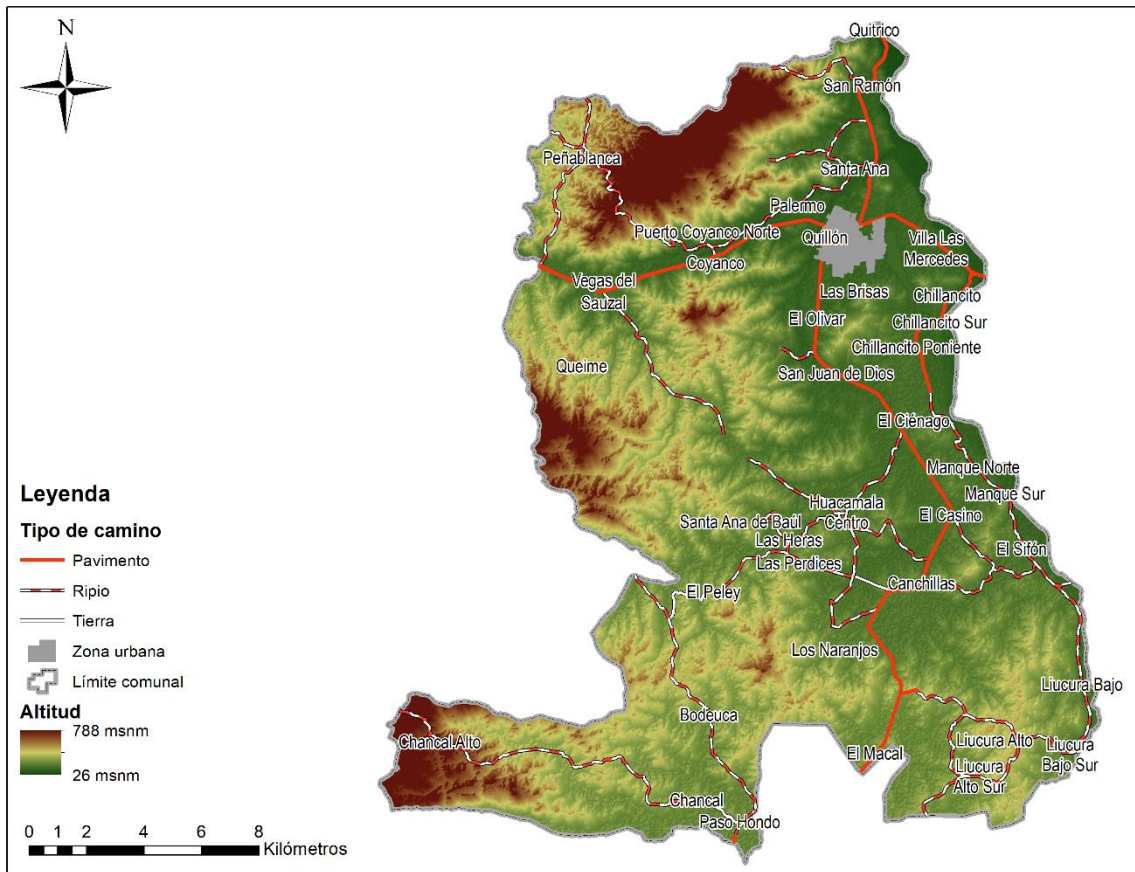 N
Quitrico
San Ramón
Peñablanca
Santa Ana
Palermo
Puerto Coyanco Norte
Quillón
Villa Las
Mercedes
Coyanco
Vegas del
Sauzal
Las Brisas
Chillancito
El Olivar
Chillancito Sur
Chillancito Poniente
Queime
San Juan de Dios
El Ciénago
Manque Norte
Manque Sur
Huacamala
Centro
El Casino
Santa Ana de Baúl
Las Heras
El Sifón
Las Perdices
Canchillas
El Peley
Los Naranjos
Liucura Bajo
Bodeuca
Chancal Alto
El Macal
Liucura Alto
Liucura
Bajo Sur
Liucura
Alto Sur
Chancal
Paso Hondo
Leyenda
Tipo de camino
Pavimento
Ripio
Tierra
Zona urbana
Límite comunal
Altitud
788 msnm
26 msnm
0 1 2 4 6 8
Kilómetros